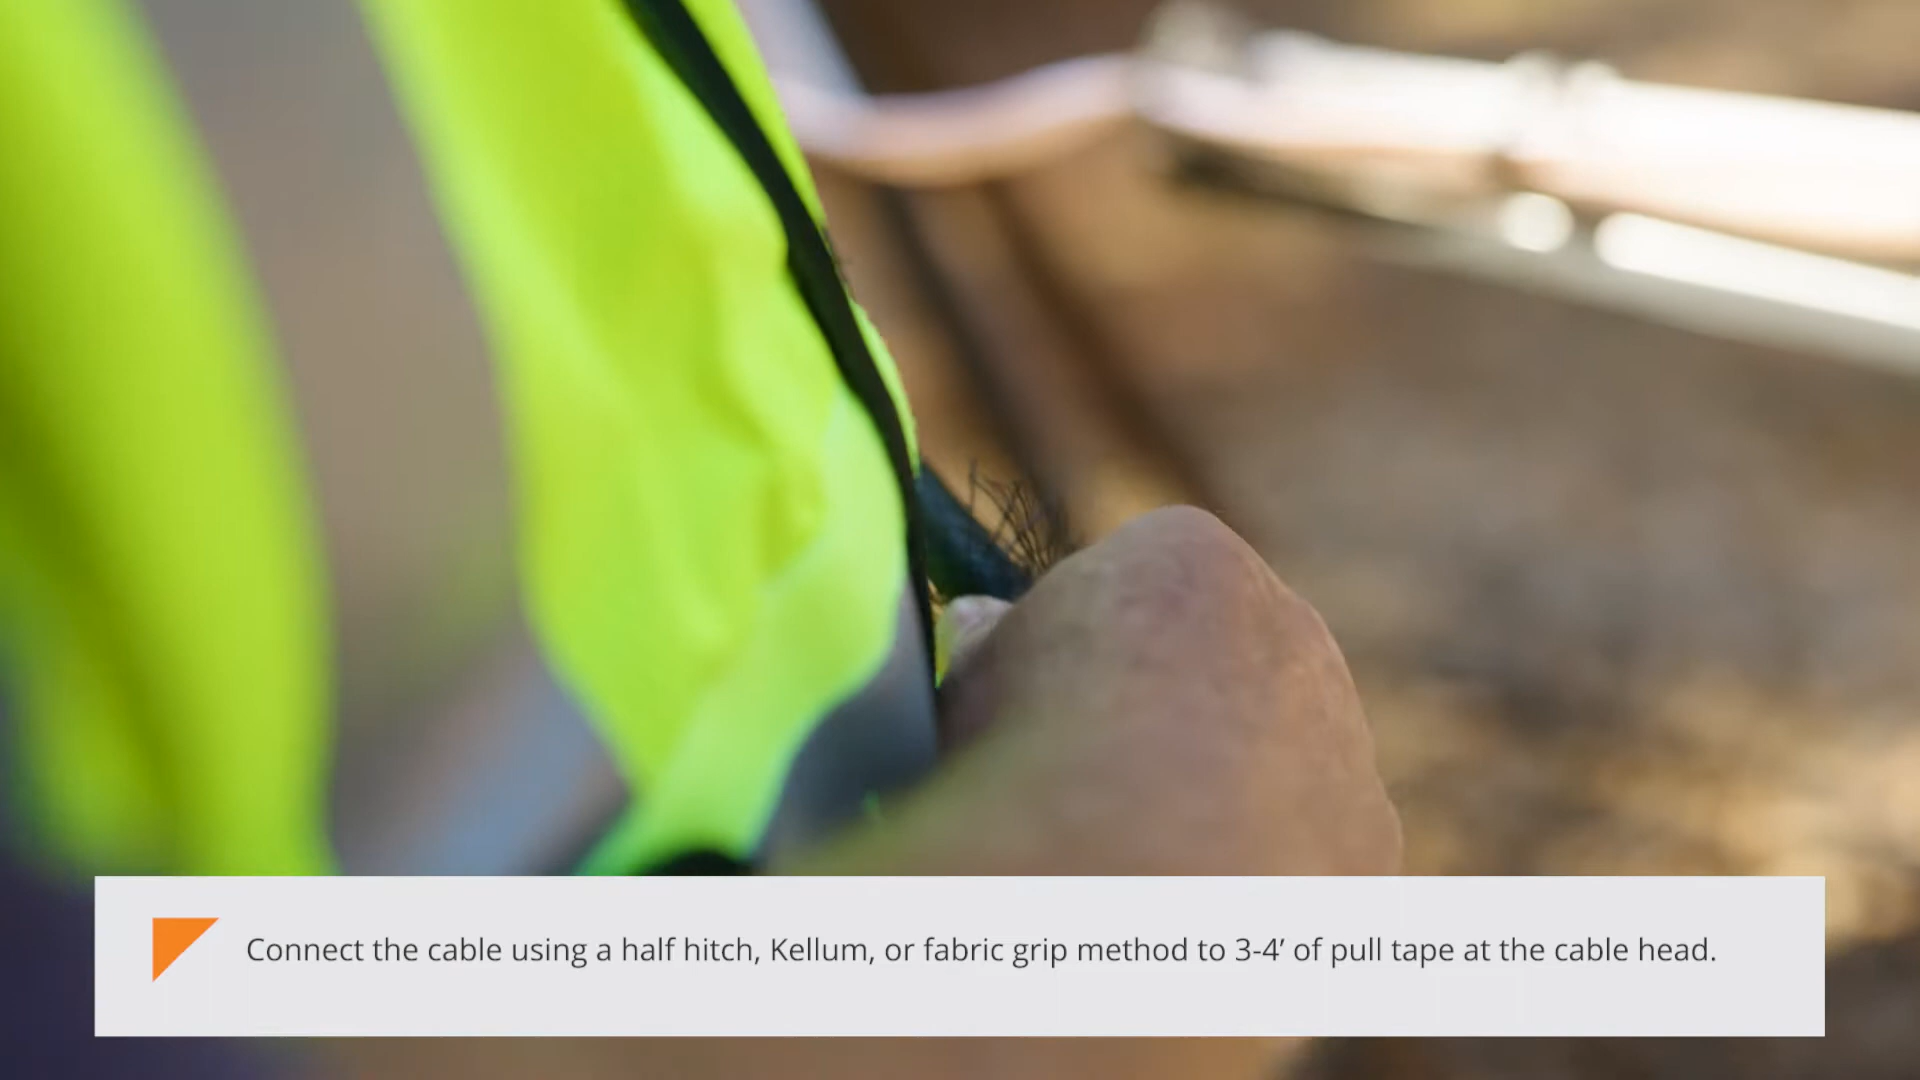 Connect the cable using a half hitch, Kellum, or fabric grip method to 3-4’ of pull tape at the cable head.